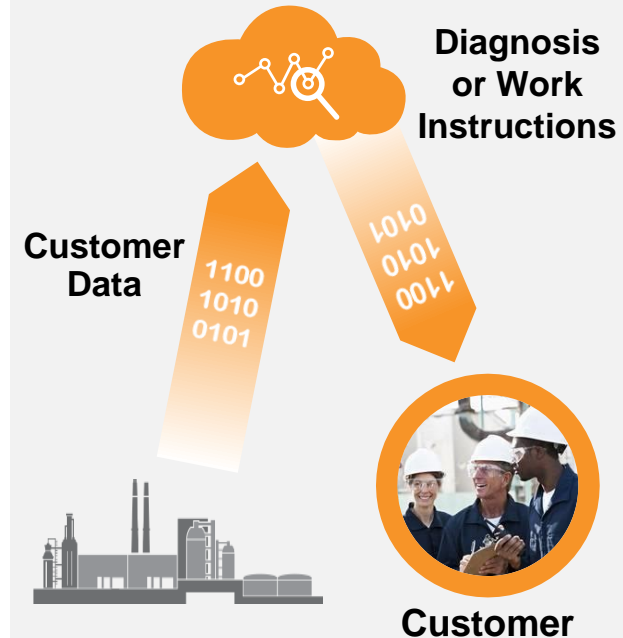 Diagnosis
or Work
Instructions
Customer
Data
1100
1010
0101
1100
1010
0101
Customer